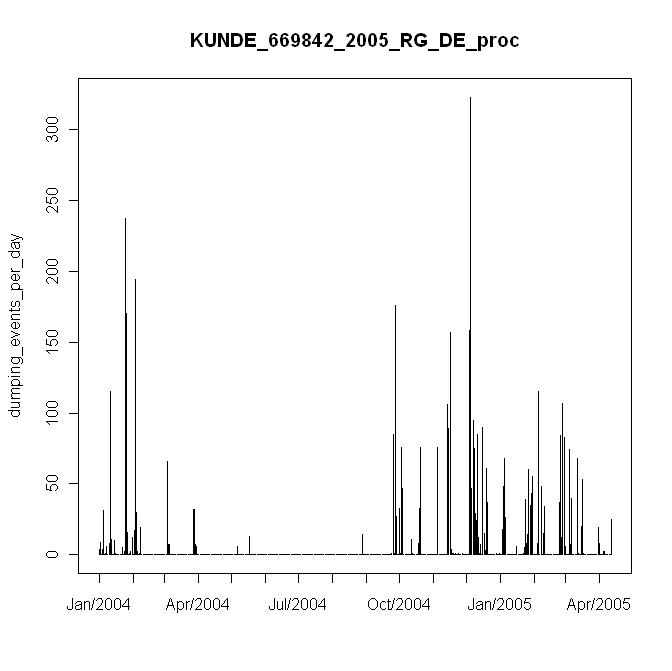 KUNDE_669842_2005_RG_DE_proc
dumping_events_per_day
300
250
200
150
100
50
0
Jan/2004 Apr/2004 Jul/2004 Oct/2004 Jan/2005 Apr/2005